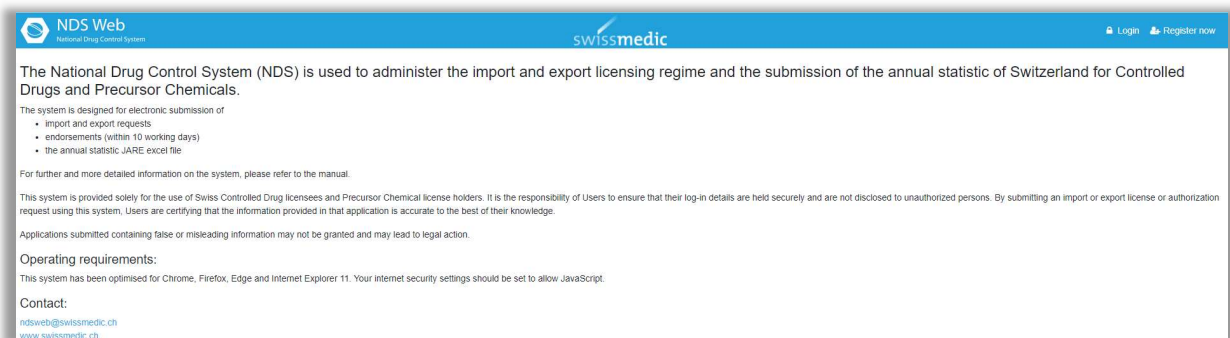 NDS Web
National Drug Control System
swissmedic
Login
Register now
The National Drug Control System (NDS) is used to administer the import and export licensing regime and the submission of the annual statistic of Switzerland for Controlled
Drugs and Precursor Chemicals.
The system is designed for electronic submission of
• import and export requests
• endorsements (within 10 working days)
• the annual statistic JARE excel file
For further and more detailed information on the system, please refer to the manual.
This system is provided solely for the use of Swiss Controlled Drug licensees and Precursor Chemical license holders. It is the responsibility of Users to ensure that their log-in details are held securely and are not disclosed to unauthorized persons. By submitting an import or export license or authorization
request using this system, Users are certifying that the information provided in that application is accurate to the best of their knowledge.
Applications submitted containing false or misleading information may not be granted and may lead to legal action.
Operating requirements:
This system has been optimised for Chrome, Firefox, Edge and Internet Explorer 11. Your internet security settings should be set to allow JavaScript.
Contact:
ndsweb@swissmedic.ch
www.swissmedic.ch